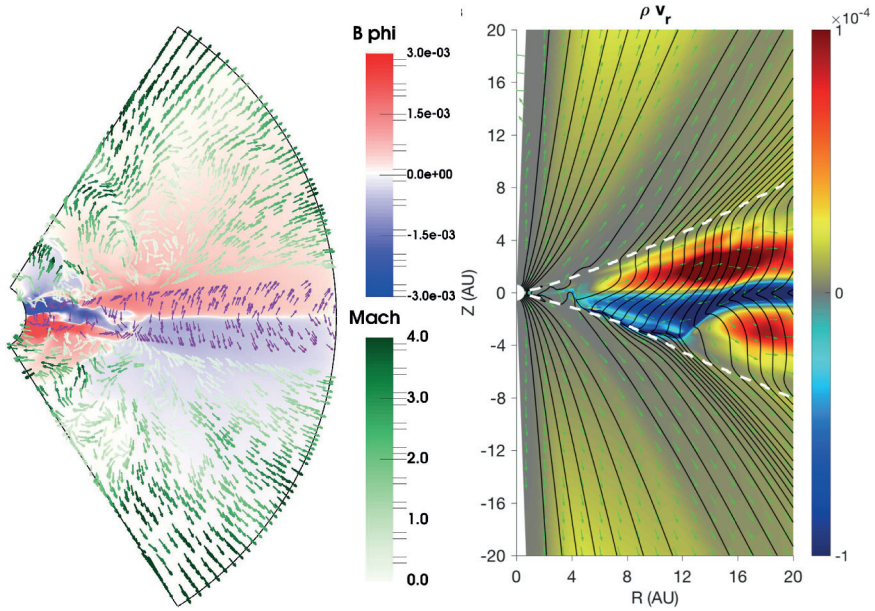 B phi
3.0e-03
1.5e-03
0.0e+00
-1.5e-03
-3.0e-03
Mach
4.0
3.0
2.0
1.0
0.0
ρ v_r
×10^-4
20
16
12
8
4
0
-4
-8
-12
-16
-20
Z (AU)
0 4 8 12 16 20
R (AU)
1
0
-1